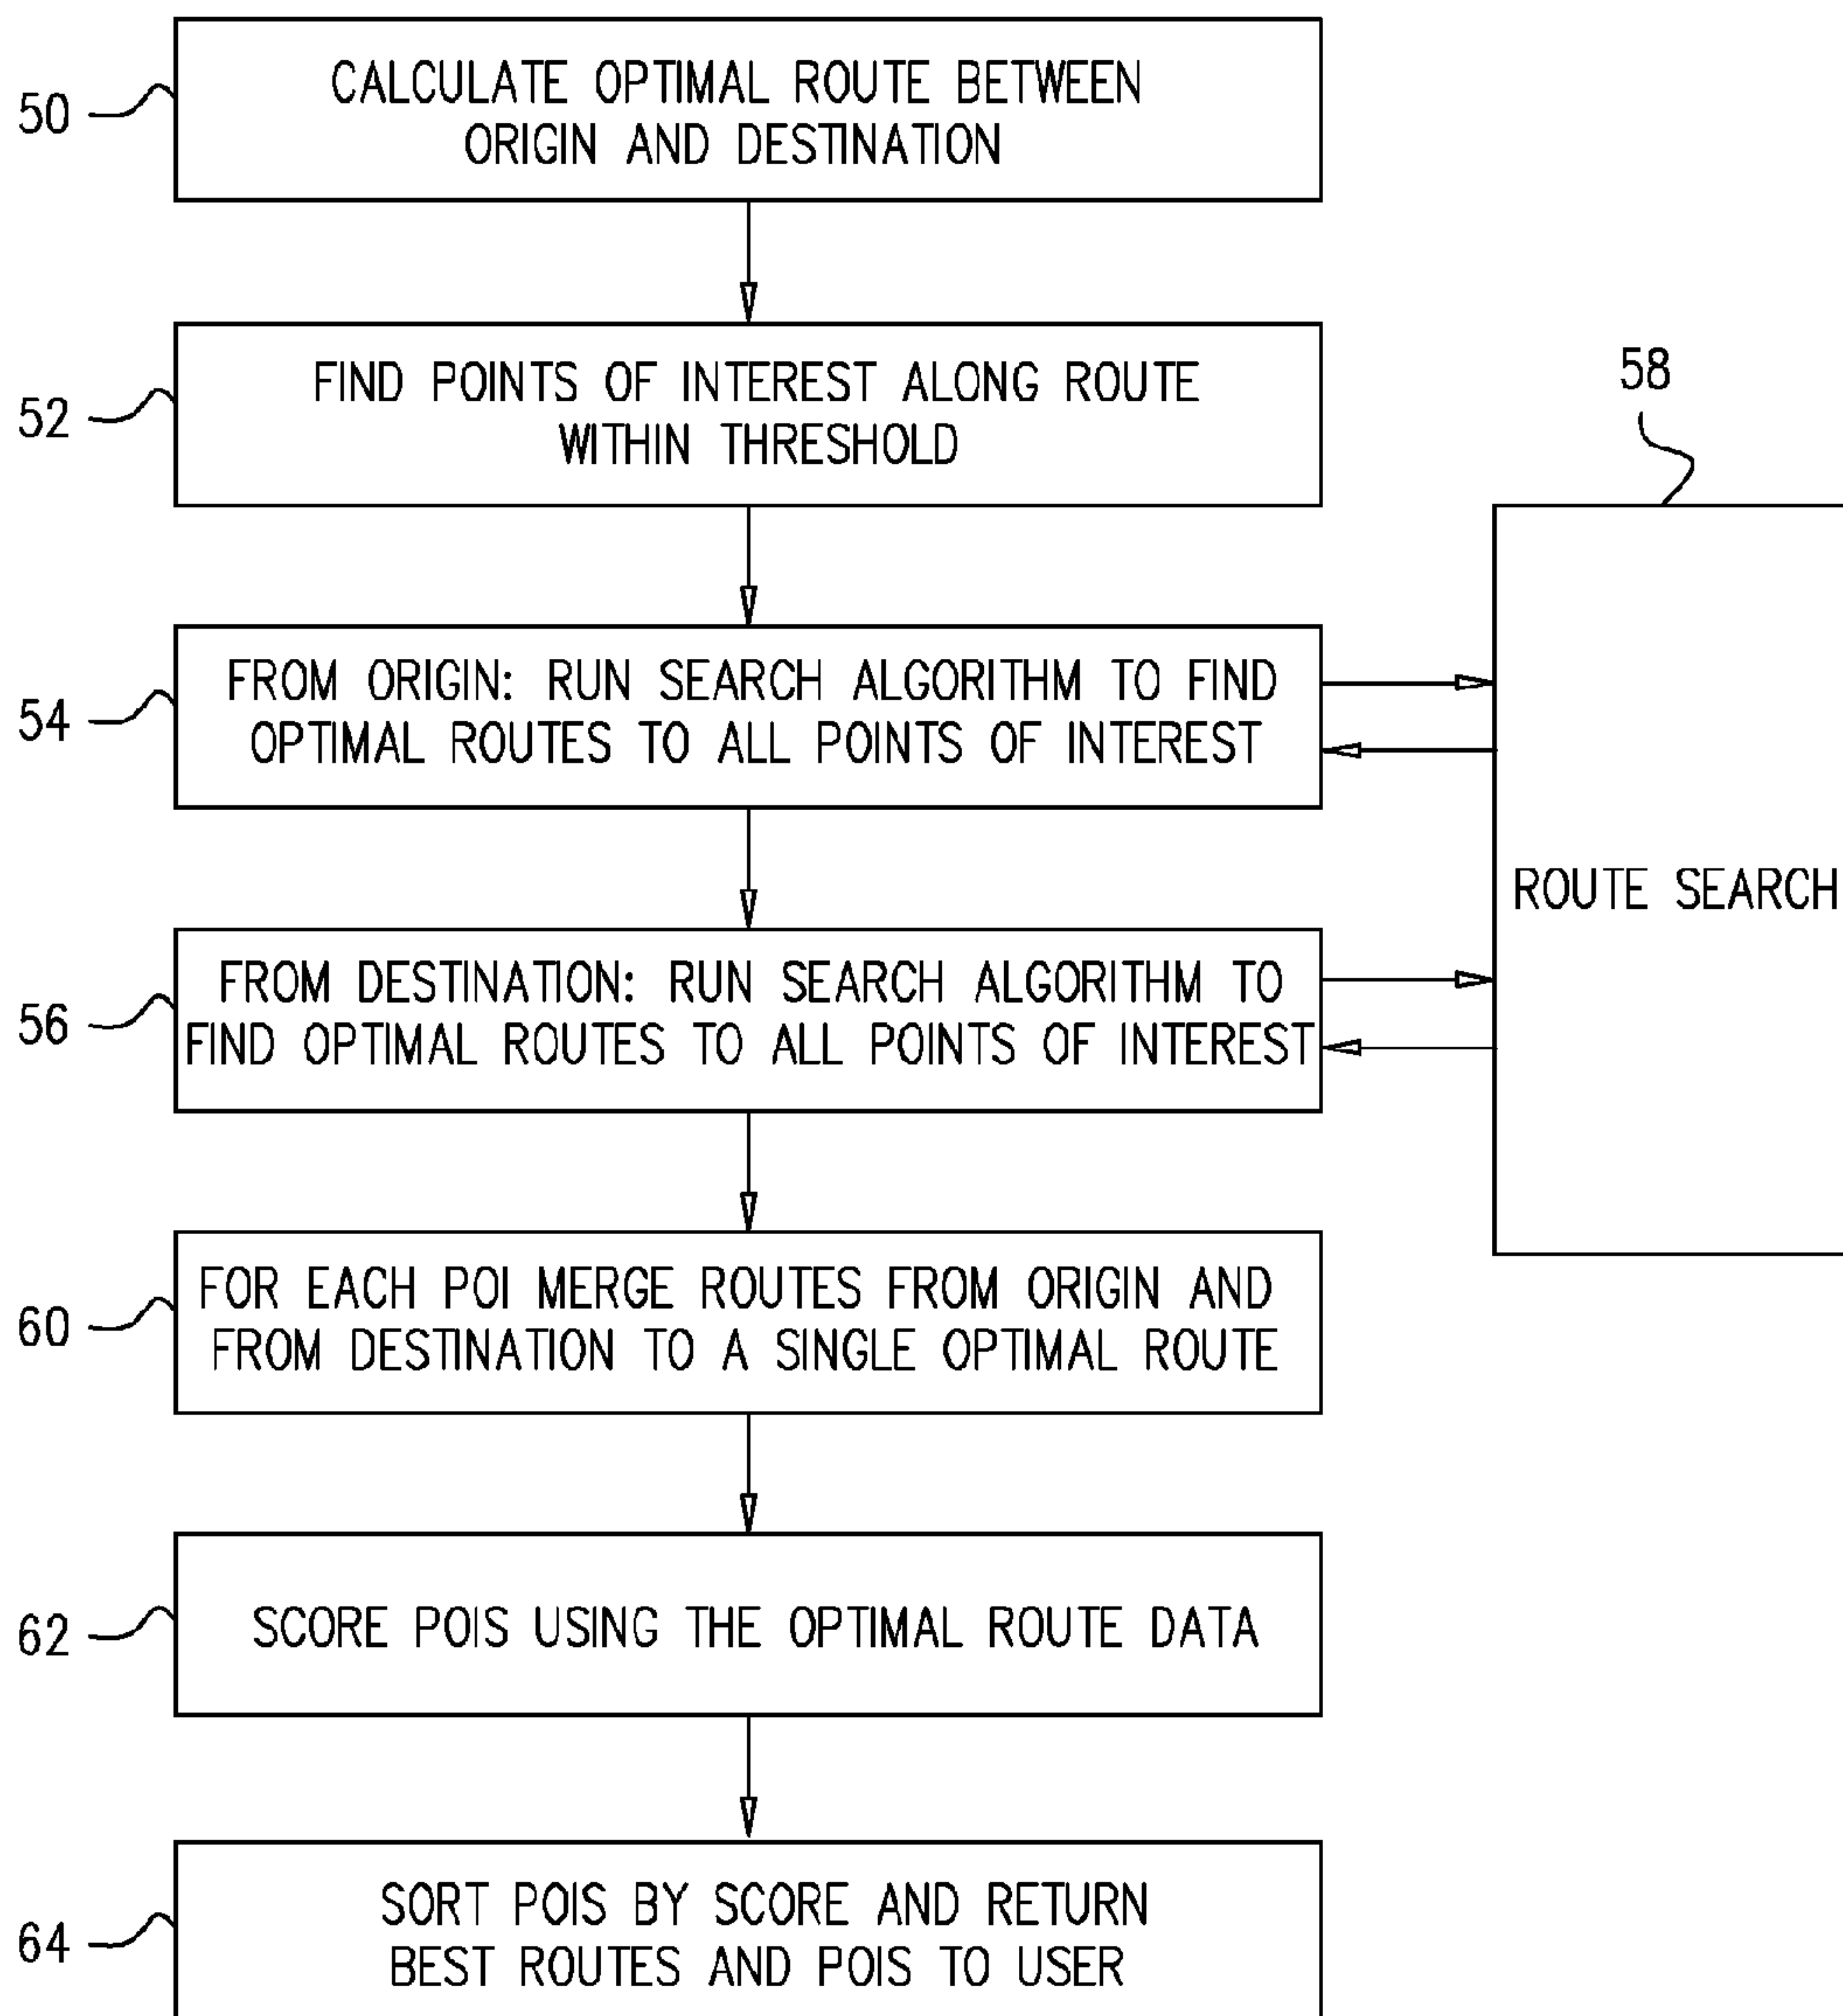 50
CALCULATE OPTIMAL ROUTE BETWEEN
ORIGIN AND DESTINATION
52
FIND POINTS OF INTEREST ALONG ROUTE
WITHIN THRESHOLD
58
54
FROM ORIGIN: RUN SEARCH ALGORITHM TO FIND
OPTIMAL ROUTES TO ALL POINTS OF INTEREST
ROUTE SEARCH
56
FROM DESTINATION: RUN SEARCH ALGORITHM TO
FIND OPTIMAL ROUTES TO ALL POINTS OF INTEREST
60
FOR EACH POI MERGE ROUTES FROM ORIGIN AND
FROM DESTINATION TO A SINGLE OPTIMAL ROUTE
62
SCORE POIS USING THE OPTIMAL ROUTE DATA
64
SORT POIS BY SCORE AND RETURN
BEST ROUTES AND POIS TO USER